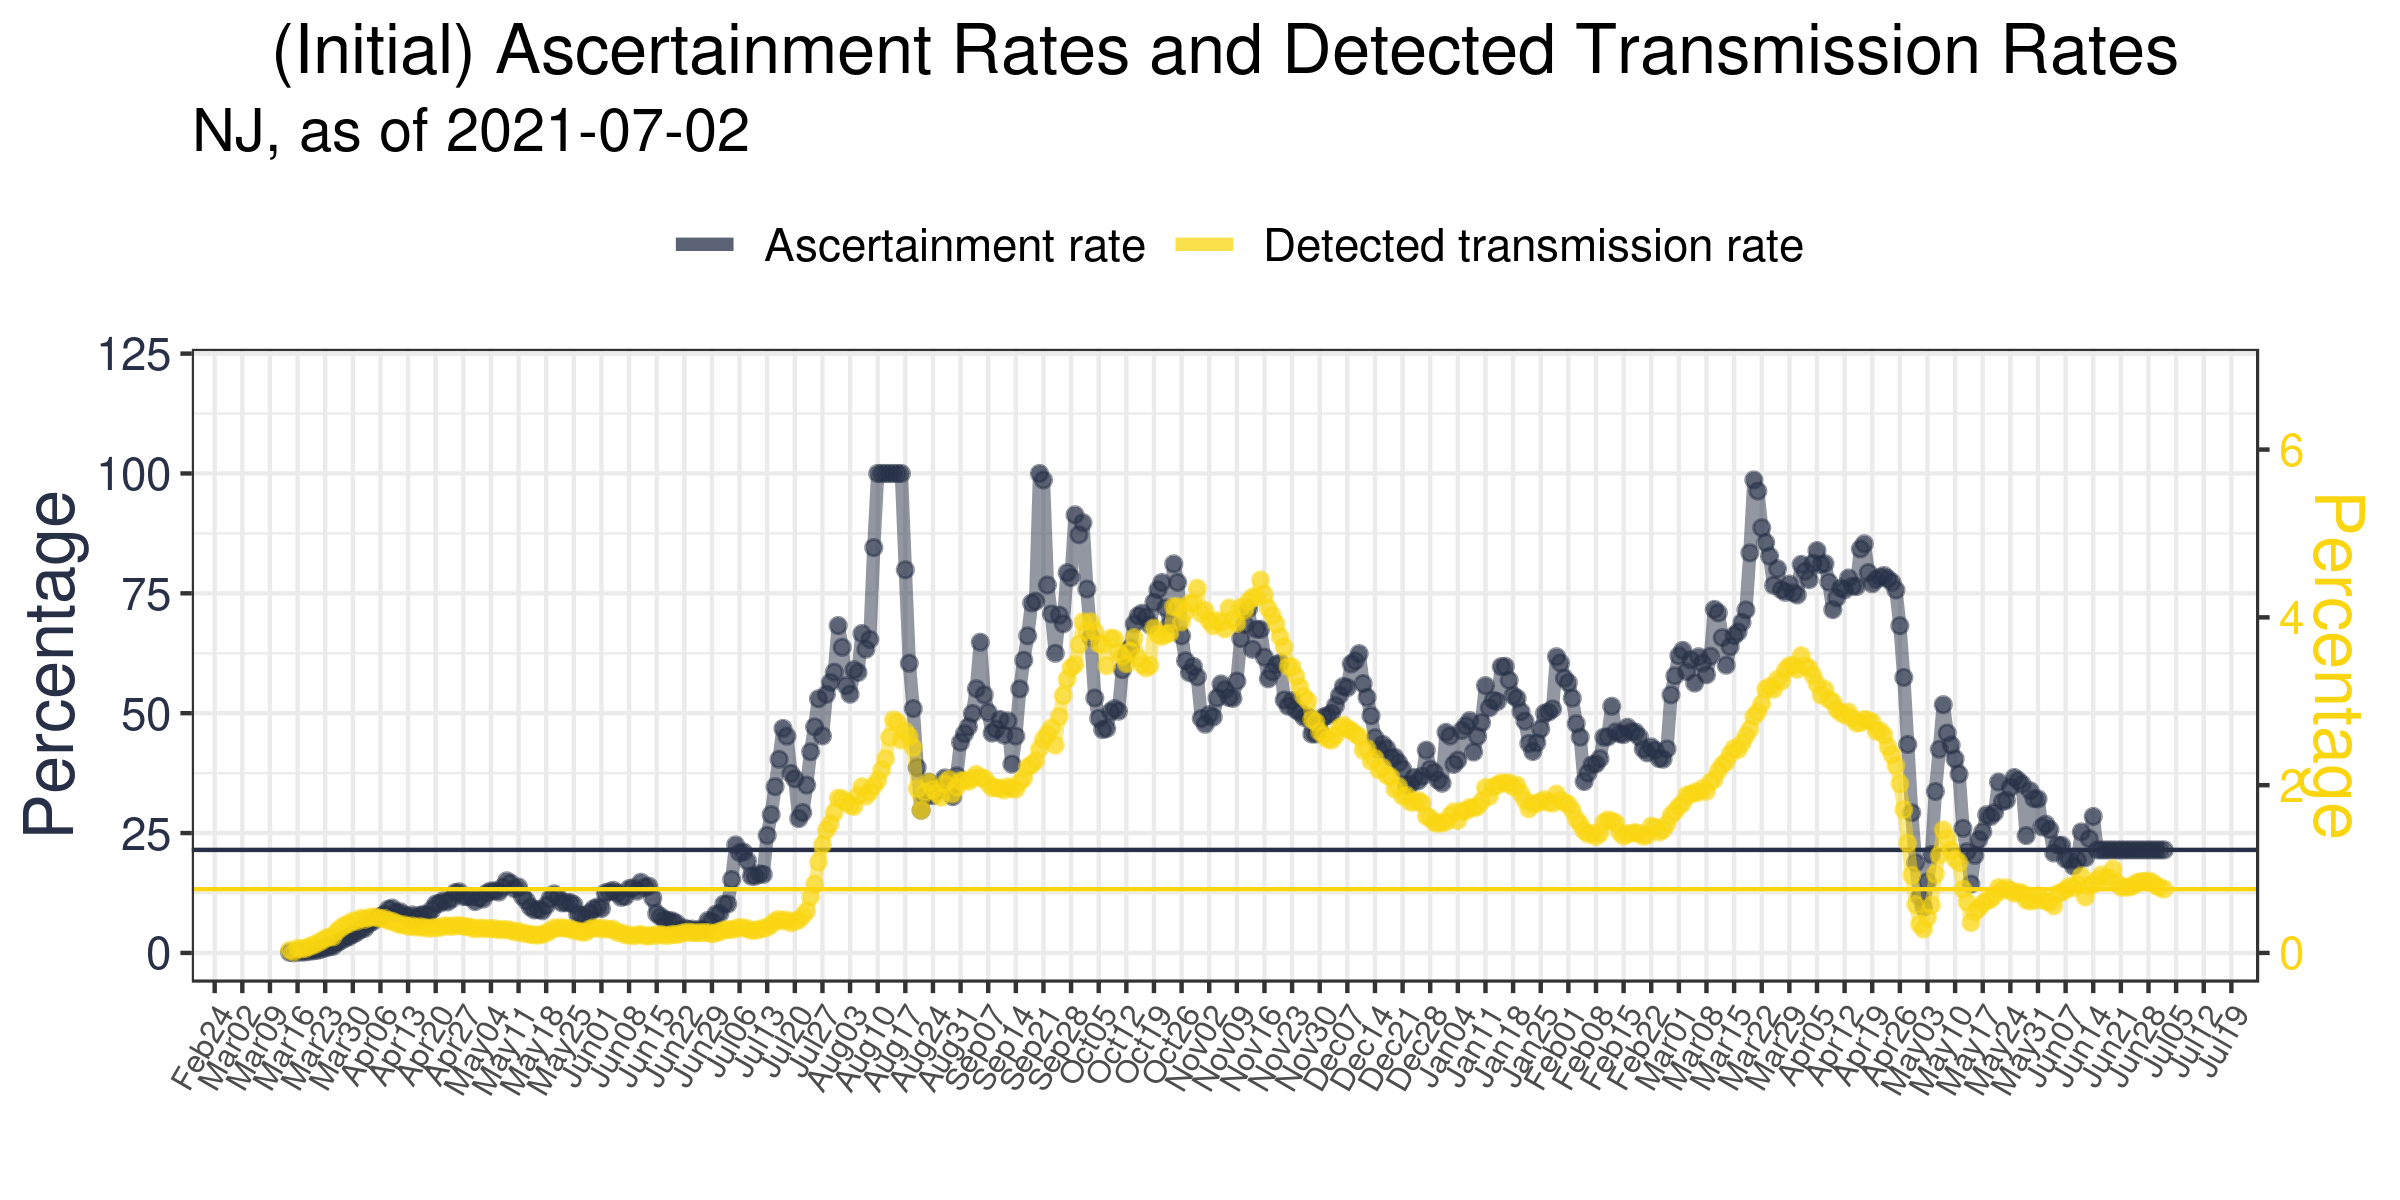 (Initial) Ascertainment Rates and Detected Transmission Rates
NJ, as of 2021-07-02
Ascertainment rate
Detected transmission rate
Percentage
125
100
75
50
25
0
6
4
2
0
Percentage
Feb24
Mar02
Mar09
Mar16
Mar23
Mar30
Apr06
Apr13
Apr20
Apr27
May04
May11
May18
May25
Jun01
Jun08
Jun15
Jun22
Jun29
Jul06
Jul13
Jul20
Jul27
Aug03
Aug10
Aug17
Aug24
Aug31
Sep07
Sep14
Sep21
Sep28
Oct05
Oct12
Oct19
Oct26
Nov02
Nov09
Nov16
Nov23
Nov30
Dec07
Dec14
Dec21
Dec28
Jan04
Jan11
Jan18
Jan25
Feb01
Feb08
Feb15
Feb22
Mar01
Mar08
Mar15
Mar22
Mar29
Apr05
Apr12
Apr19
Apr26
May03
May10
May17
May24
May31
Jun07
Jun14
Jun21
Jun28
Jul05
Jul12
Jul19